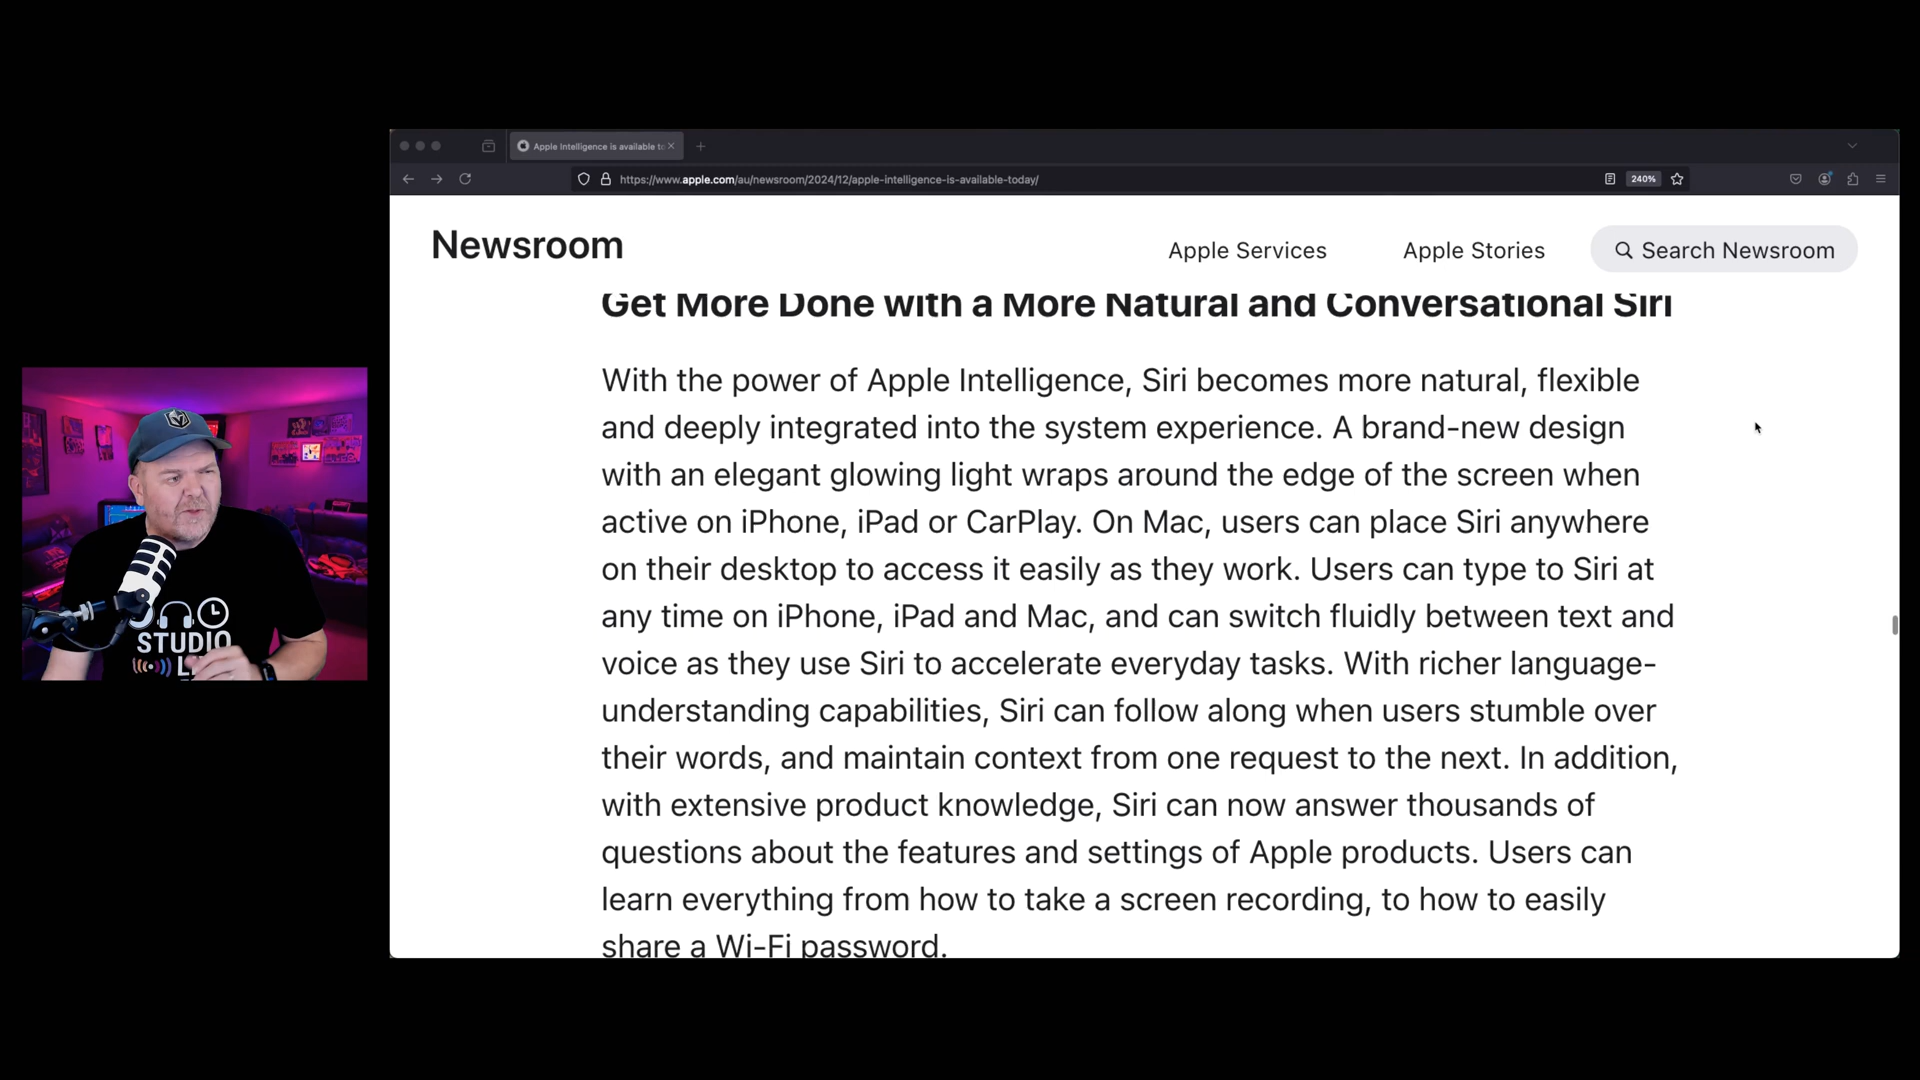 Apple Intelligence is available to
https://www.apple.com/au/newsroom/2024/12/apple-intelligence-is-available-today/
240%
Newsroom
Apple Services
Apple Stories
Search Newsroom
Get More Done with a More Natural and Conversational Siri
With the power of Apple Intelligence, Siri becomes more natural, flexible
and deeply integrated into the system experience. A brand-new design
with an elegant glowing light wraps around the edge of the screen when
active on iPhone, iPad or CarPlay. On Mac, users can place Siri anywhere
on their desktop to access it easily as they work. Users can type to Siri at
any time on iPhone, iPad and Mac, and can switch fluidly between text and
voice as they use Siri to accelerate everyday tasks. With richer language-
understanding capabilities, Siri can follow along when users stumble over
their words, and maintain context from one request to the next. In addition,
with extensive product knowledge, Siri can now answer thousands of
questions about the features and settings of Apple products. Users can
learn everything from how to take a screen recording, to how to easily
share a Wi-Fi password.
STUDIO